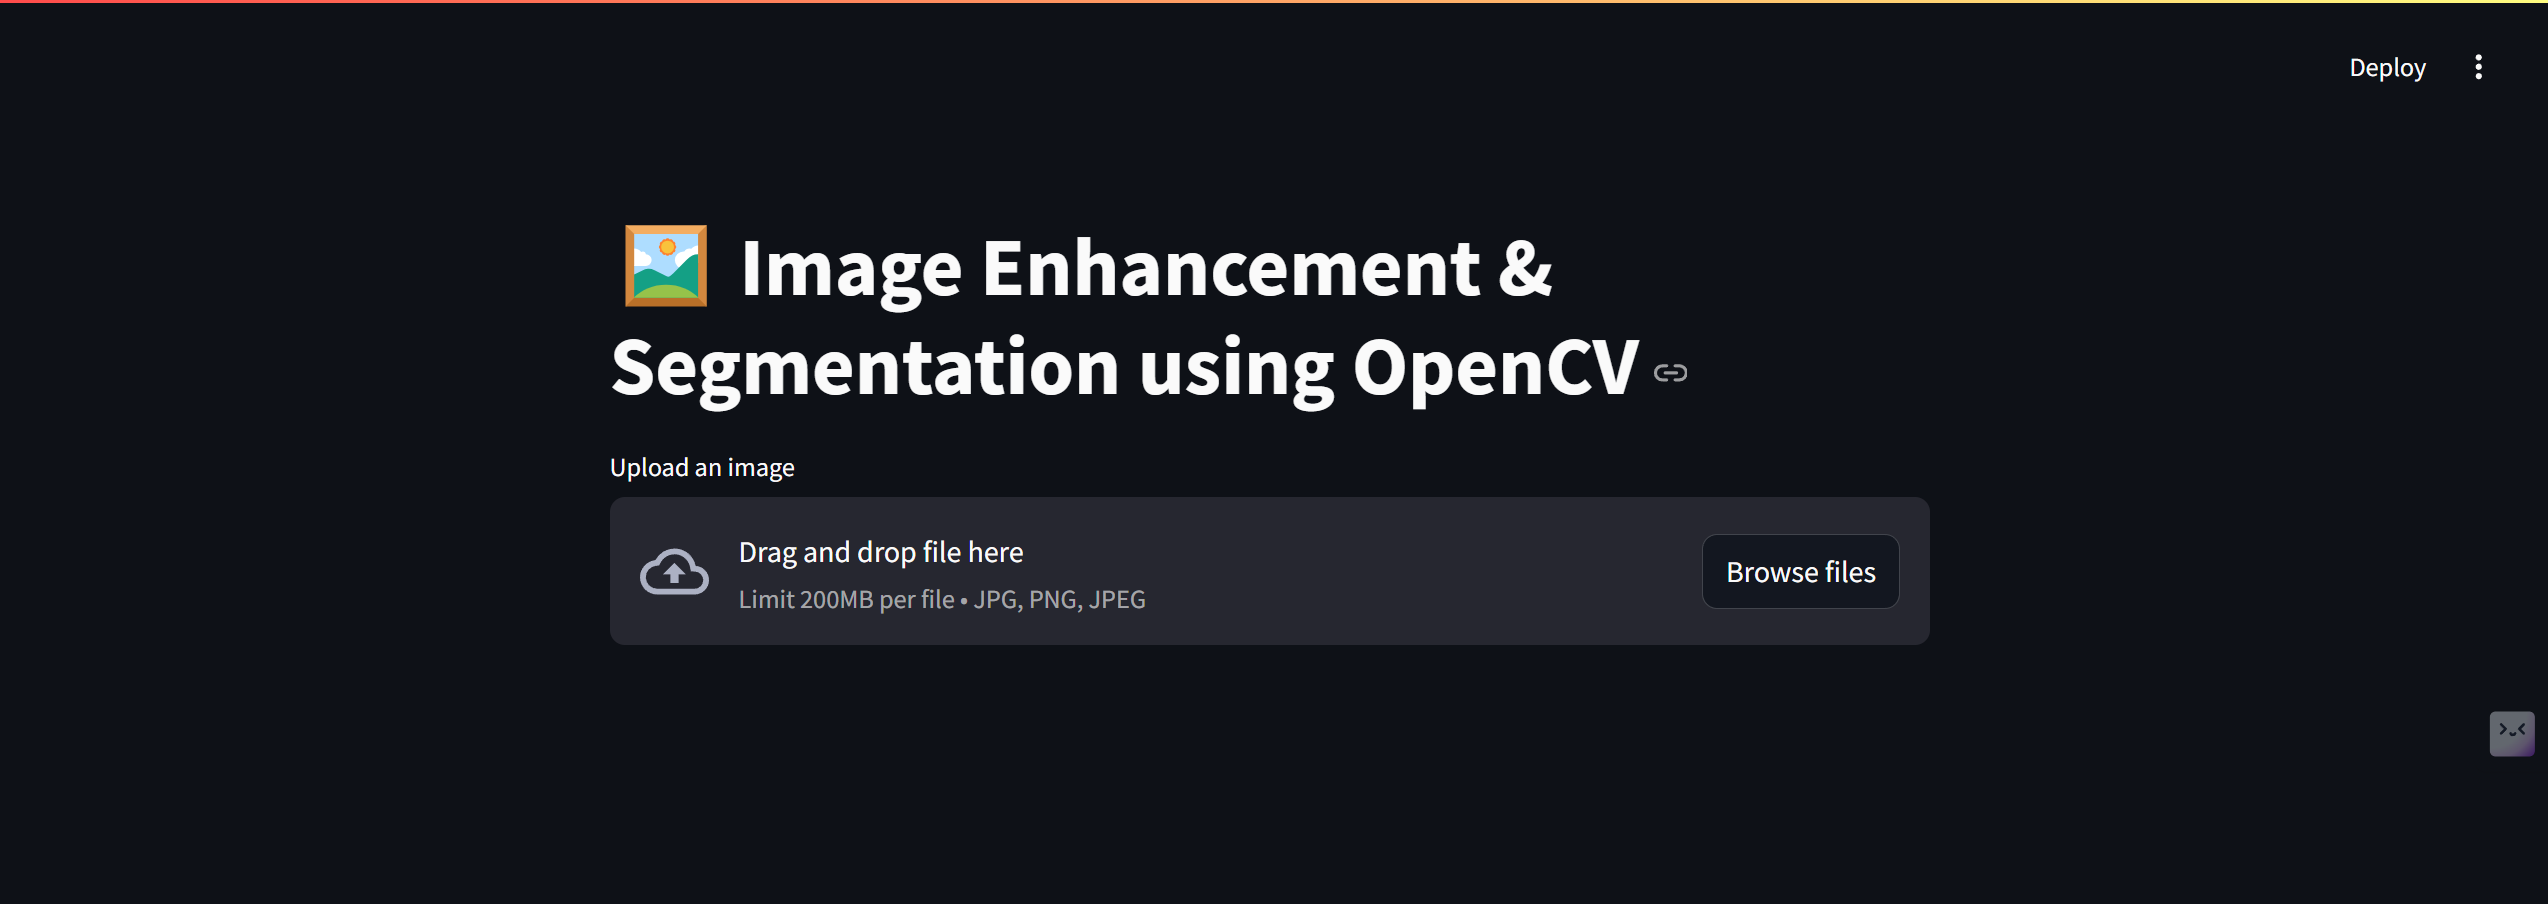 Deploy
Image Enhancement &
Segmentation using OpenCV
Upload an image
Drag and drop file here
Limit 200MB per file • JPG, PNG, JPEG
Browse files